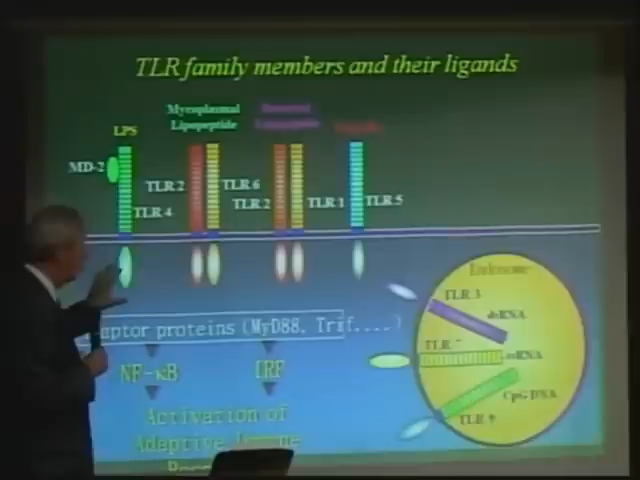 TLR family members and their ligands
Mycoplasmal
Lipopeptide
LPS
MD-2
TLR 2
TLR 6
TLR 2
TLR 1
TLR 5
TLR 4
Endosome
TLR 3
dsRNA
aptor proteins (MyD88, Trif....)
TLR 7
ssRNA
NF-κB
IRF
CpG DNA
TLR 9
Activation of
Adaptive Immune